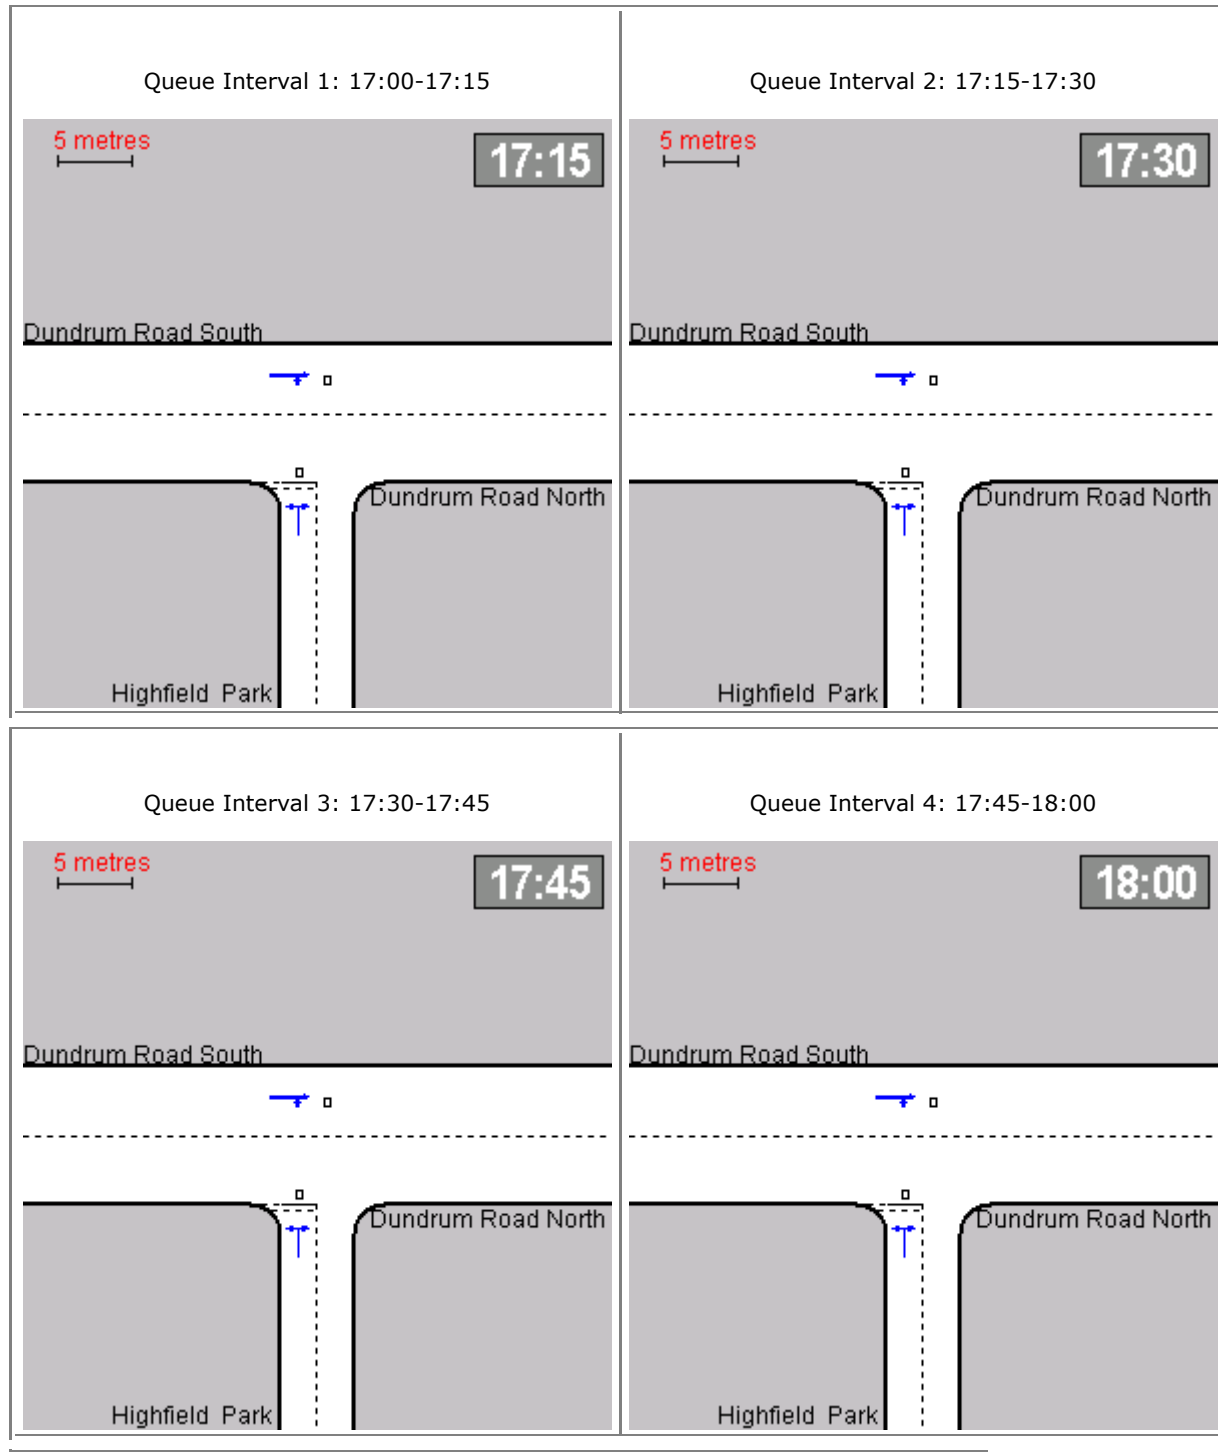 Queue Interval 1: 17:00-17:15
5 metres
17:15
Dundrum Road South
Dundrum Road North
Highfield Park
Queue Interval 2: 17:15-17:30
5 metres
17:30
Dundrum Road South
Dundrum Road North
Highfield Park
Queue Interval 3: 17:30-17:45
5 metres
17:45
Dundrum Road South
Dundrum Road North
Highfield Park
Queue Interval 4: 17:45-18:00
5 metres
18:00
Dundrum Road South
Dundrum Road North
Highfield Park